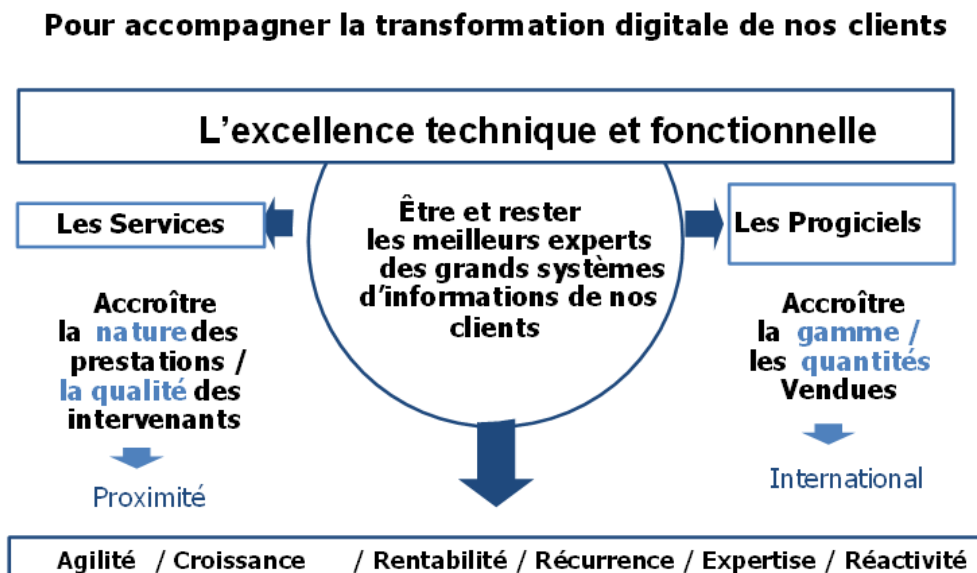 Pour accompagner la transformation digitale de nos clients
L'excellence technique et fonctionnelle
Les Services
Être et rester
les meilleurs experts
des grands systèmes
d'informations de nos
clients
Les Progiciels
Accroître
la nature des
prestations /
la qualité des
intervenants
Proximité
Accroître
la gamme /
les quantités
Vendues
International
Agilité / Croissance / Rentabilité / Récurrence / Expertise / Réactivité